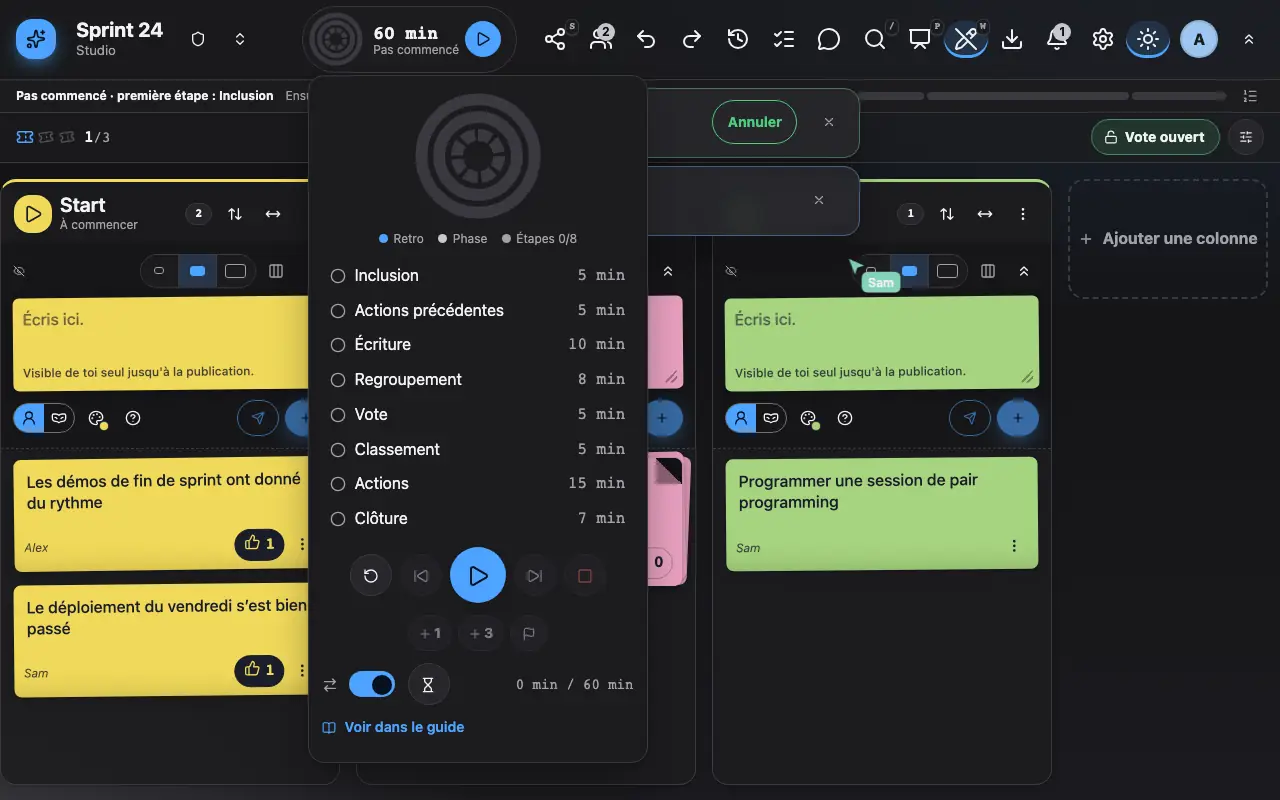 Sprint 24
Studio
60 min
Pas commencé
S
2
/
P
W
1
A
Pas commencé · première étape : Inclusion
1/3
Annuler
Vote ouvert
Start
À commencer
2
1
Ajouter une colonne
Retro
Phase
Étapes 0/8
Inclusion 5 min
Actions précédentes 5 min
Écriture 10 min
Regroupement 8 min
Vote 5 min
Classement 5 min
Actions 15 min
Clôture 7 min
+1
+3
0 min / 60 min
Voir dans le guide
Écris ici.
Visible de toi seul jusqu'à la publication.
Les démos de fin de sprint ont donné du rythme
Alex
1
Le déploiement du vendredi s'est bien passé
Sam
1
0
Sam
Écris ici.
Visible de toi seul jusqu'à la publication.
Programmer une session de pair programming
Sam